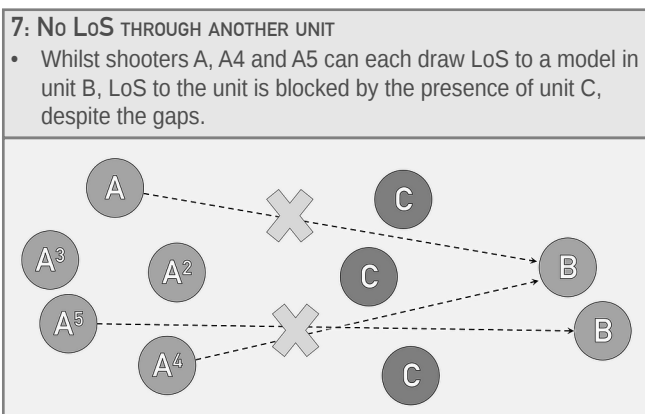 7: No LoS through another unit
• Whilst shooters A, A4 and A5 can each draw LoS to a model in
unit B, LoS to the unit is blocked by the presence of unit C,
despite the gaps.
A
C
A³
A²
C
B
A⁵
B
A⁴
C